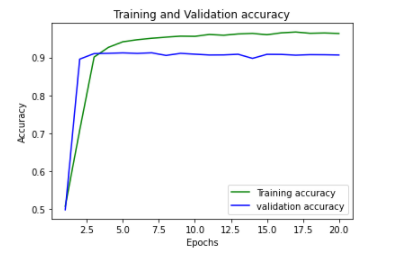 Training and Validation accuracy
Accuracy
0.9
0.8
0.7
0.6
0.5
Training accuracy
validation accuracy
2.5 5.0 7.5 10.0 12.5 15.0 17.5 20.0
Epochs